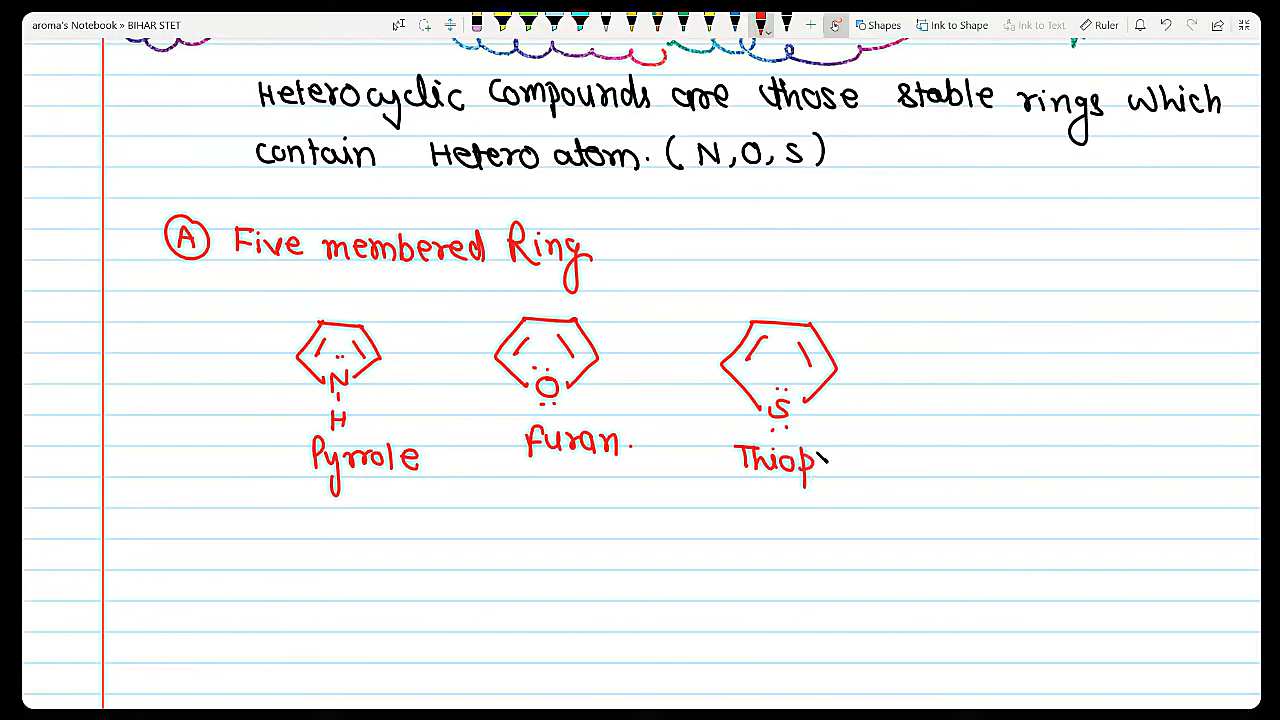 aroma's Notebook » BIHAR STET
Shapes
Ink to Shape
Ink to Text
Ruler
Heterocyclic Compounds are those stable rings which
contain Hetero atom. (N, O, S)
A Five membered Ring
N O S
H
Pyrrole Furan. Thiop